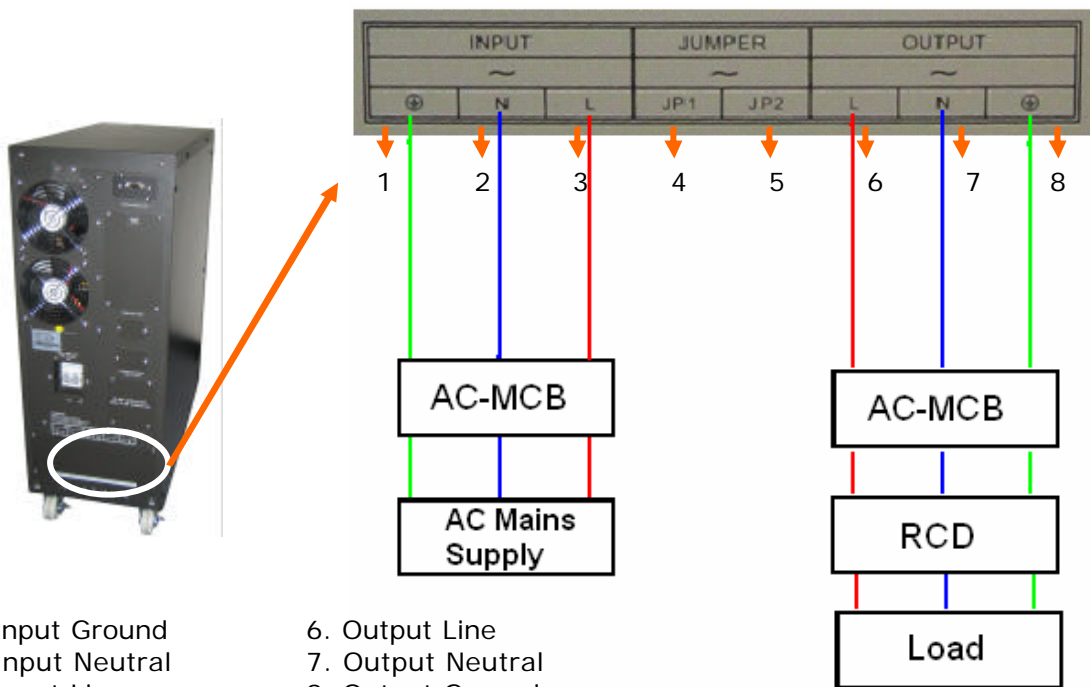 INPUT JUMPER OUTPUT
~ ~ ~
⏚ N L JP1 JP2 L N ⏚
1 2 3 4 5 6 7 8
AC-MCB
AC-MCB
AC Mains
Supply
RCD
Load
nput Ground
nput Neutral
6. Output Line
7. Output Neutral